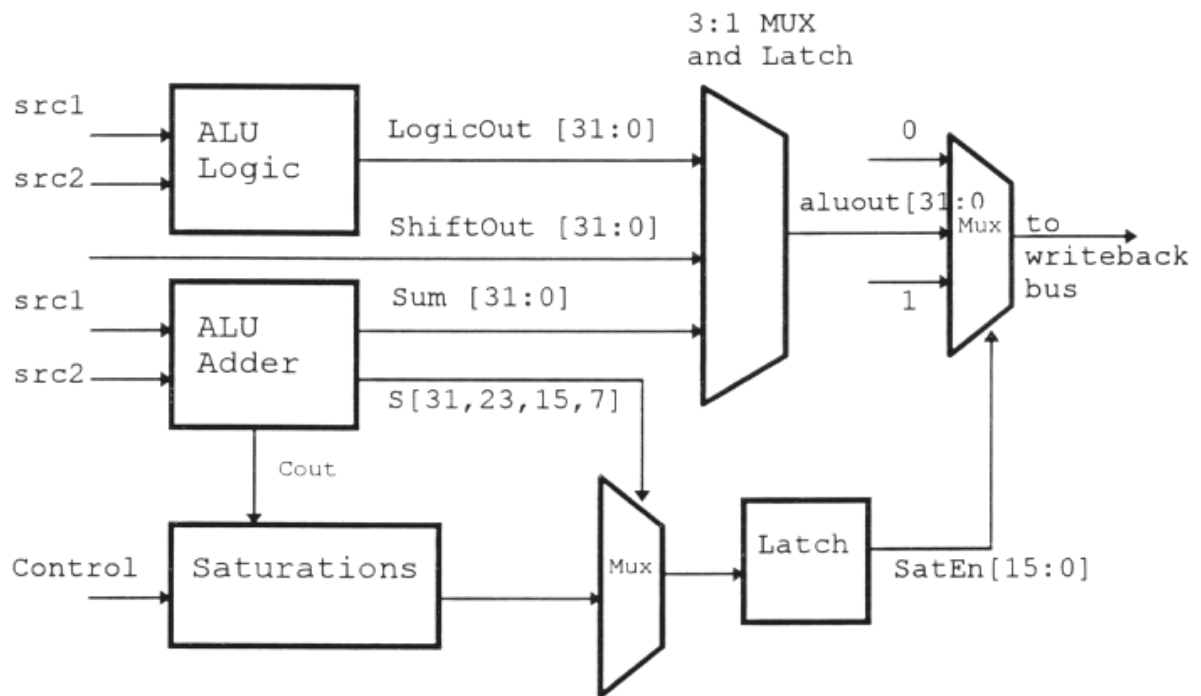 3:1 MUX
and Latch
src1
src2
ALU
Logic
LogicOut [31:0]
ShiftOut [31:0]
0
aluout[31:0
1
Mux
to
writeback
bus
src1
src2
ALU
Adder
Sum [31:0]
S[31,23,15,7]
Cout
Control
Saturations
Mux
Latch
SatEn[15:0]